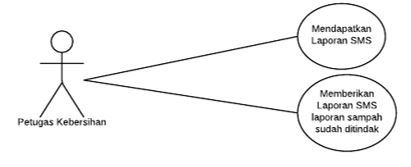 Mendapatkan
Laporan SMS
Petugas Kebersihan
Memberikan
Laporan SMS
laporan sampah
sudah ditindak